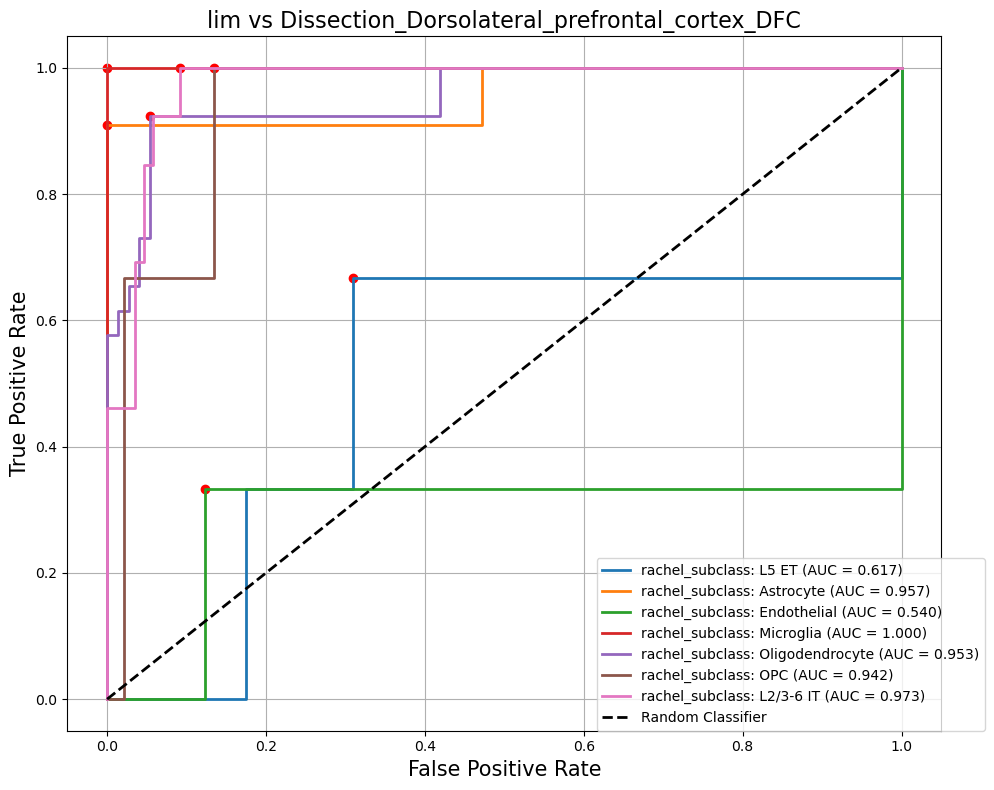 lim vs Dissection_Dorsolateral_prefrontal_cortex_DFC
True Positive Rate
1.0
0.8
0.6
0.4
0.2
0.0
rachel_subclass: L5 ET (AUC = 0.617)
rachel_subclass: Astrocyte (AUC = 0.957)
rachel_subclass: Endothelial (AUC = 0.540)
rachel_subclass: Microglia (AUC = 1.000)
rachel_subclass: Oligodendrocyte (AUC = 0.953)
rachel_subclass: OPC (AUC = 0.942)
rachel_subclass: L2/3-6 IT (AUC = 0.973)
Random Classifier
0.0 0.2 0.4 0.6 0.8 1.0
False Positive Rate